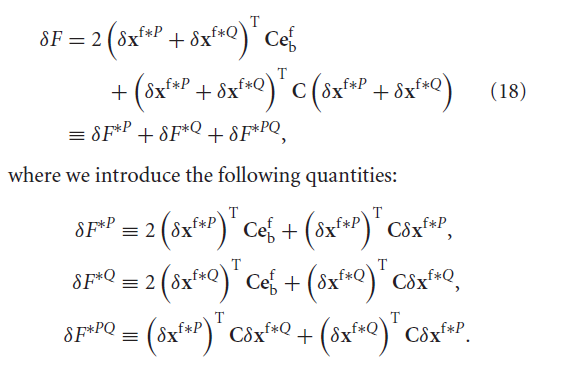 δF = 2 (δx^{f∗P} + δx^{f∗Q})^T Ce_b^f
+ (δx^{f∗P} + δx^{f∗Q})^T C (δx^{f∗P} + δx^{f∗Q}) (18)
≡ δF^{∗P} + δF^{∗Q} + δF^{∗PQ},
where we introduce the following quantities:
δF^{∗P} ≡ 2 (δx^{f∗P})^T Ce_b^f + (δx^{f∗P})^T Cδx^{f∗P},
δF^{∗Q} ≡ 2 (δx^{f∗Q})^T Ce_b^f + (δx^{f∗Q})^T Cδx^{f∗Q},
δF^{∗PQ} ≡ (δx^{f∗P})^T Cδx^{f∗Q} + (δx^{f∗Q})^T Cδx^{f∗P}.